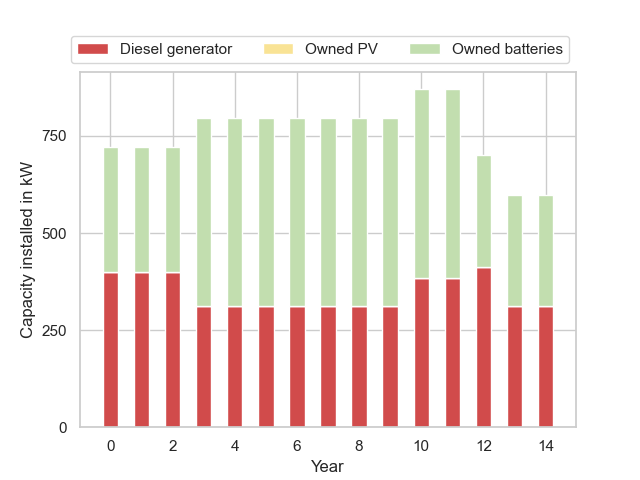 Diesel generator Owned PV Owned batteries
Capacity installed in kW
750
500
250
0
0 2 4 6 8 10 12 14
Year